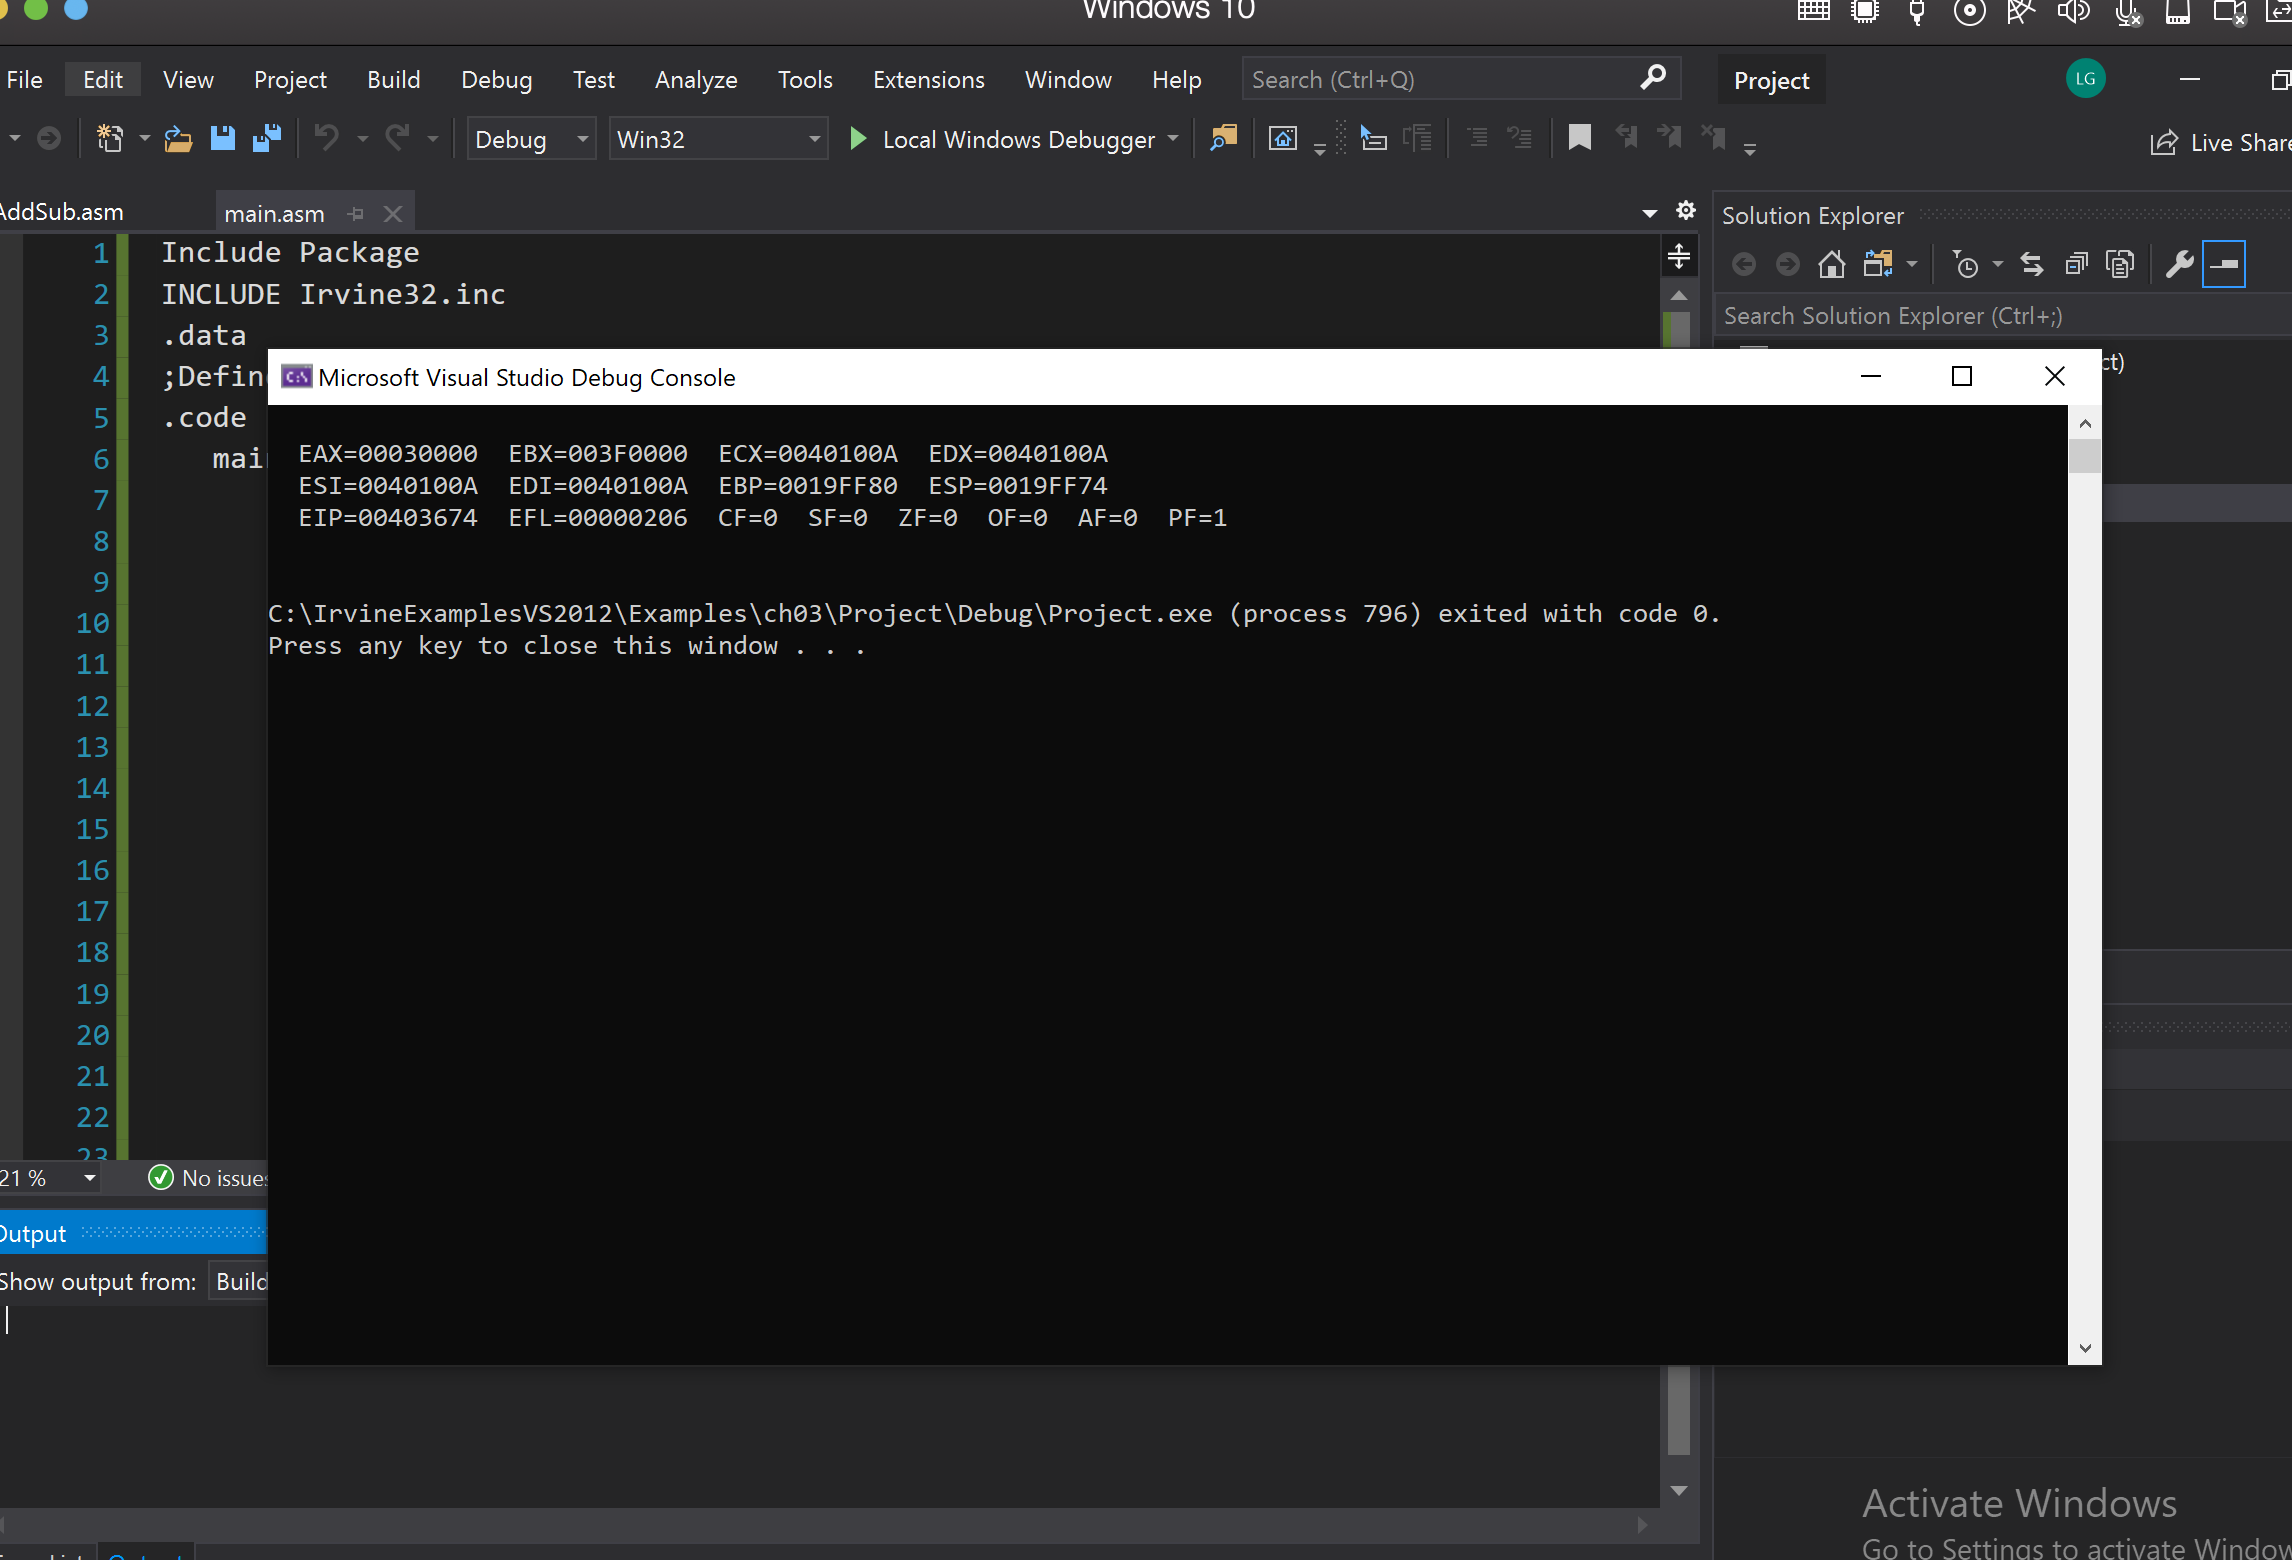 Windows 10
File Edit View Project Build Debug Test Analyze Tools Extensions Window Help Search (Ctrl+Q) Project LG
Debug Win32 Local Windows Debugger Live Share
AddSub.asm main.asm
Solution Explorer
Search Solution Explorer (Ctrl+;)
1 Include Package
2 INCLUDE Irvine32.inc
3 .data
4 ;Defin
5 .code
6 mai
7
8
9
10
11
12
13
14
15
16
17
18
19
20
21
22
23
ct)
Microsoft Visual Studio Debug Console
EAX=00030000 EBX=003F0000 ECX=0040100A EDX=0040100A
ESI=0040100A EDI=0040100A EBP=0019FF80 ESP=0019FF74
EIP=00403674 EFL=00000206 CF=0 SF=0 ZF=0 OF=0 AF=0 PF=1
C:\IrvineExamplesVS2012\Examples\ch03\Project\Debug\Project.exe (process 796) exited with code 0.
Press any key to close this window . . .
21 % No issues
Output
Show output from: Build
Activate Windows
Go to Settings to activate Window